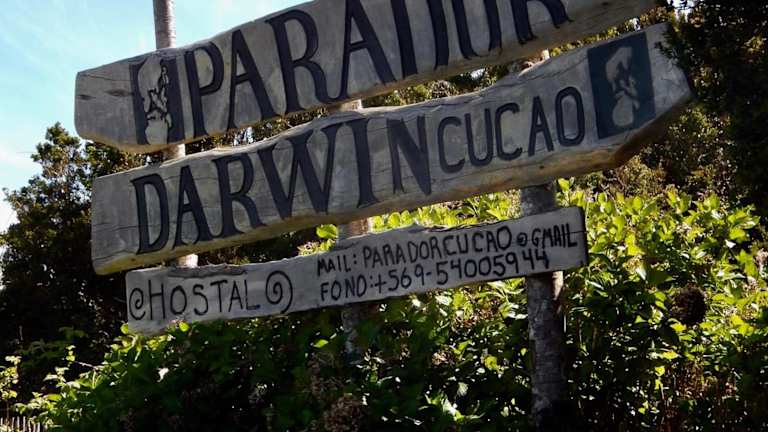 PARADOR
DARWIN CUCAO
HOSTAL
MAIL: PARADORCUCAO@GMAIL
FONO:+569-54005944